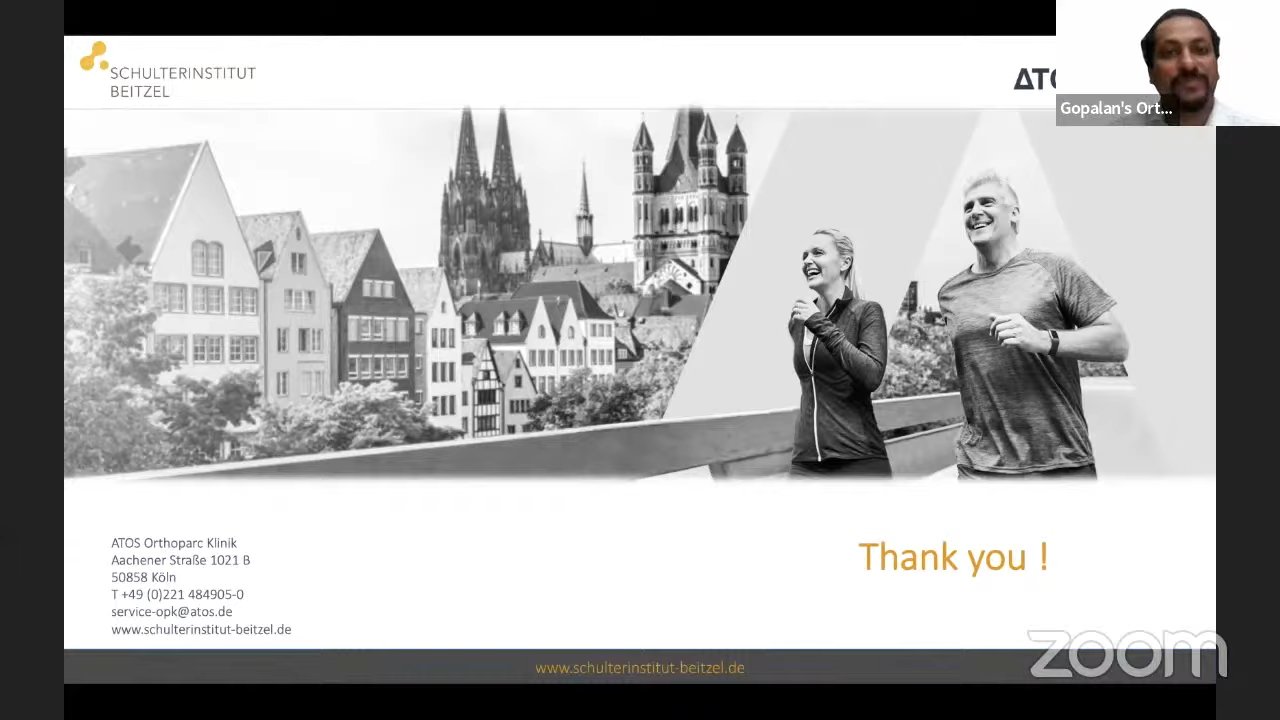 SCHULTERINSTITUT
BEITZEL
Gopalan's Ort...
ATOS Orthoparc Klinik
Aachener Straße 1021 B
50858 Köln
T +49 (0)221 484905-0
service-opk@atos.de
www.schulterinstitut-beitzel.de
Thank you !
www.schulterinstitut-beitzel.de
zoom